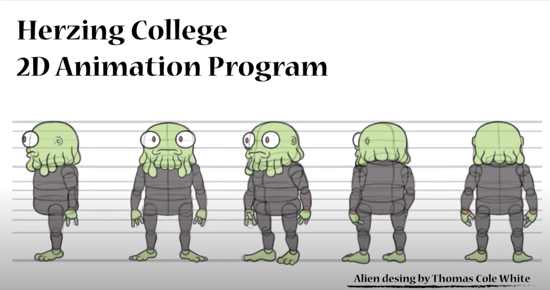 Herzing College
2D Animation Program
Alien desing by Thomas Cole White